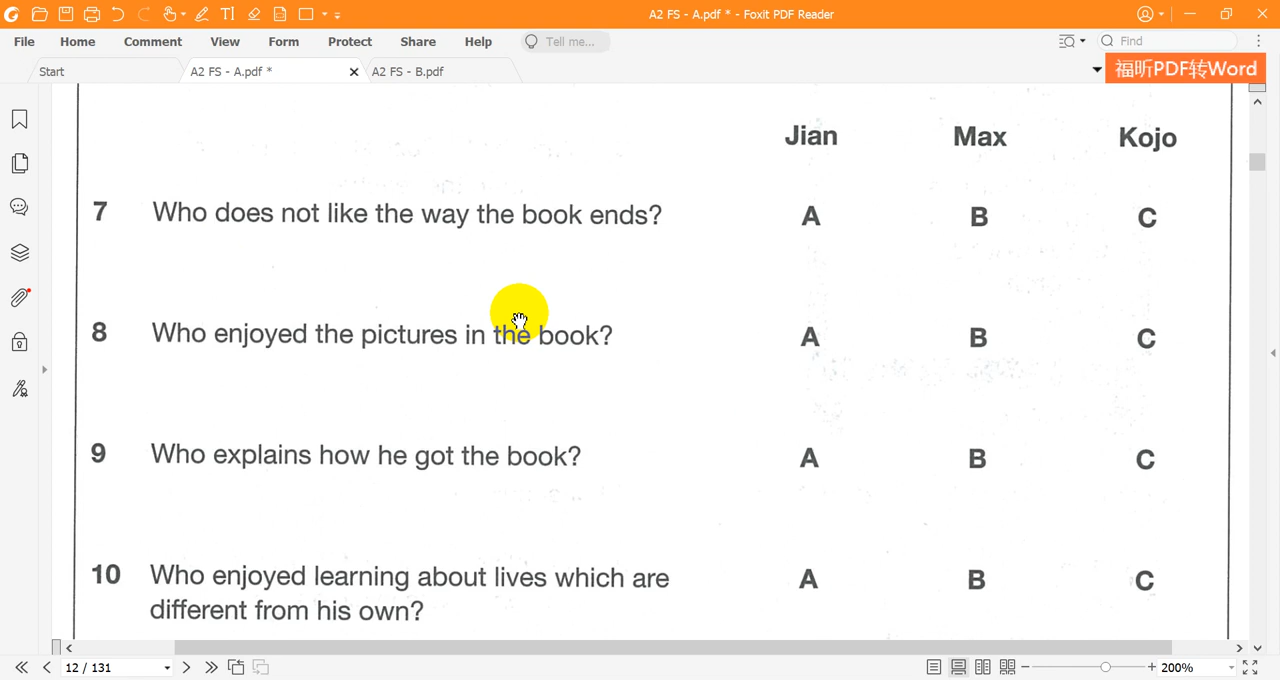 A2 FS - A.pdf * - Foxit PDF Reader
File Home Comment View Form Protect Share Help Tell me... Find
Start A2 FS - A.pdf * A2 FS - B.pdf 福昕PDF转Word
Jian Max Kojo
7 Who does not like the way the book ends? A B C
8 Who enjoyed the pictures in the book? A B C
9 Who explains how he got the book? A B C
10 Who enjoyed learning about lives which are A B C
different from his own?
12 / 131 200%